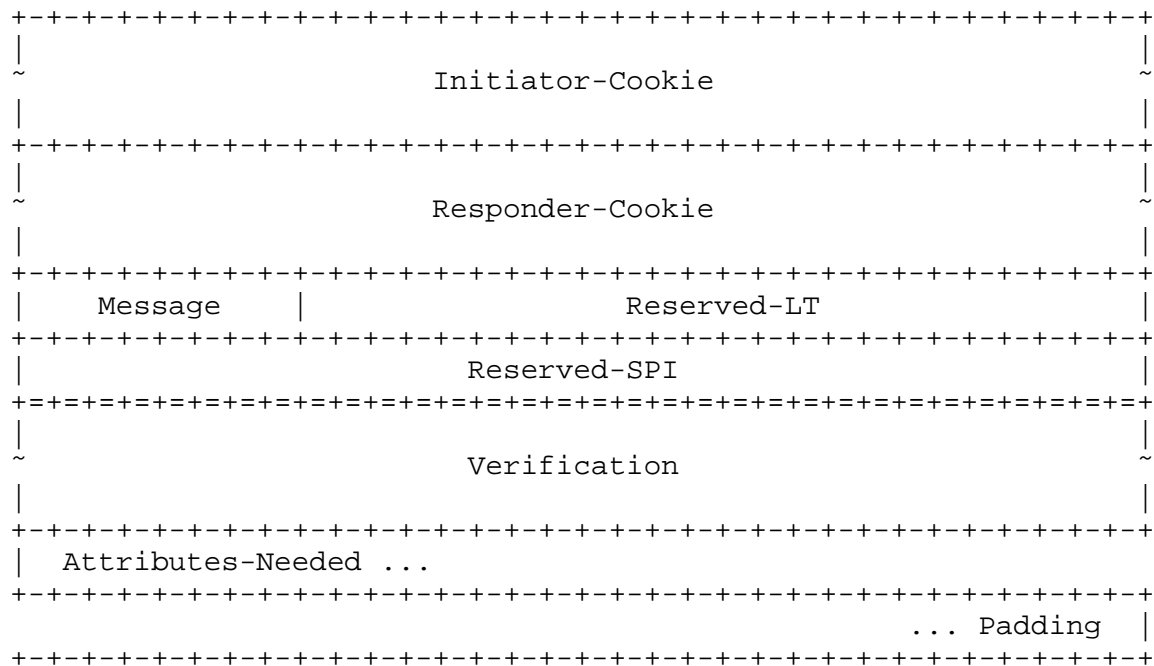 +-+-+-+-+-+-+-+-+-+-+-+-+-+-+-+-+-+-+-+-+-+-+-+-+-+-+-+-+-+-+-+-+
|                                                               |
~                       Initiator-Cookie                        ~
|                                                               |
+-+-+-+-+-+-+-+-+-+-+-+-+-+-+-+-+-+-+-+-+-+-+-+-+-+-+-+-+-+-+-+-+
|                                                               |
~                       Responder-Cookie                        ~
|                                                               |
+-+-+-+-+-+-+-+-+-+-+-+-+-+-+-+-+-+-+-+-+-+-+-+-+-+-+-+-+-+-+-+-+
|    Message    |                  Reserved-LT                  |
+-+-+-+-+-+-+-+-+-+-+-+-+-+-+-+-+-+-+-+-+-+-+-+-+-+-+-+-+-+-+-+-+
|                         Reserved-SPI                          |
+=+=+=+=+=+=+=+=+=+=+=+=+=+=+=+=+=+=+=+=+=+=+=+=+=+=+=+=+=+=+=+=+
|                                                               |
~                         Verification                          ~
|                                                               |
+-+-+-+-+-+-+-+-+-+-+-+-+-+-+-+-+-+-+-+-+-+-+-+-+-+-+-+-+-+-+-+-+
|  Attributes-Needed ...
+-+-+-+-+-+-+-+-+-+-+-+-+-+-+-+-+-+-+-+-+-+-+-+-+-+-+-+-+-+-+-+-+
                                                   ... Padding  |
+-+-+-+-+-+-+-+-+-+-+-+-+-+-+-+-+-+-+-+-+-+-+-+-+-+-+-+-+-+-+-+-+